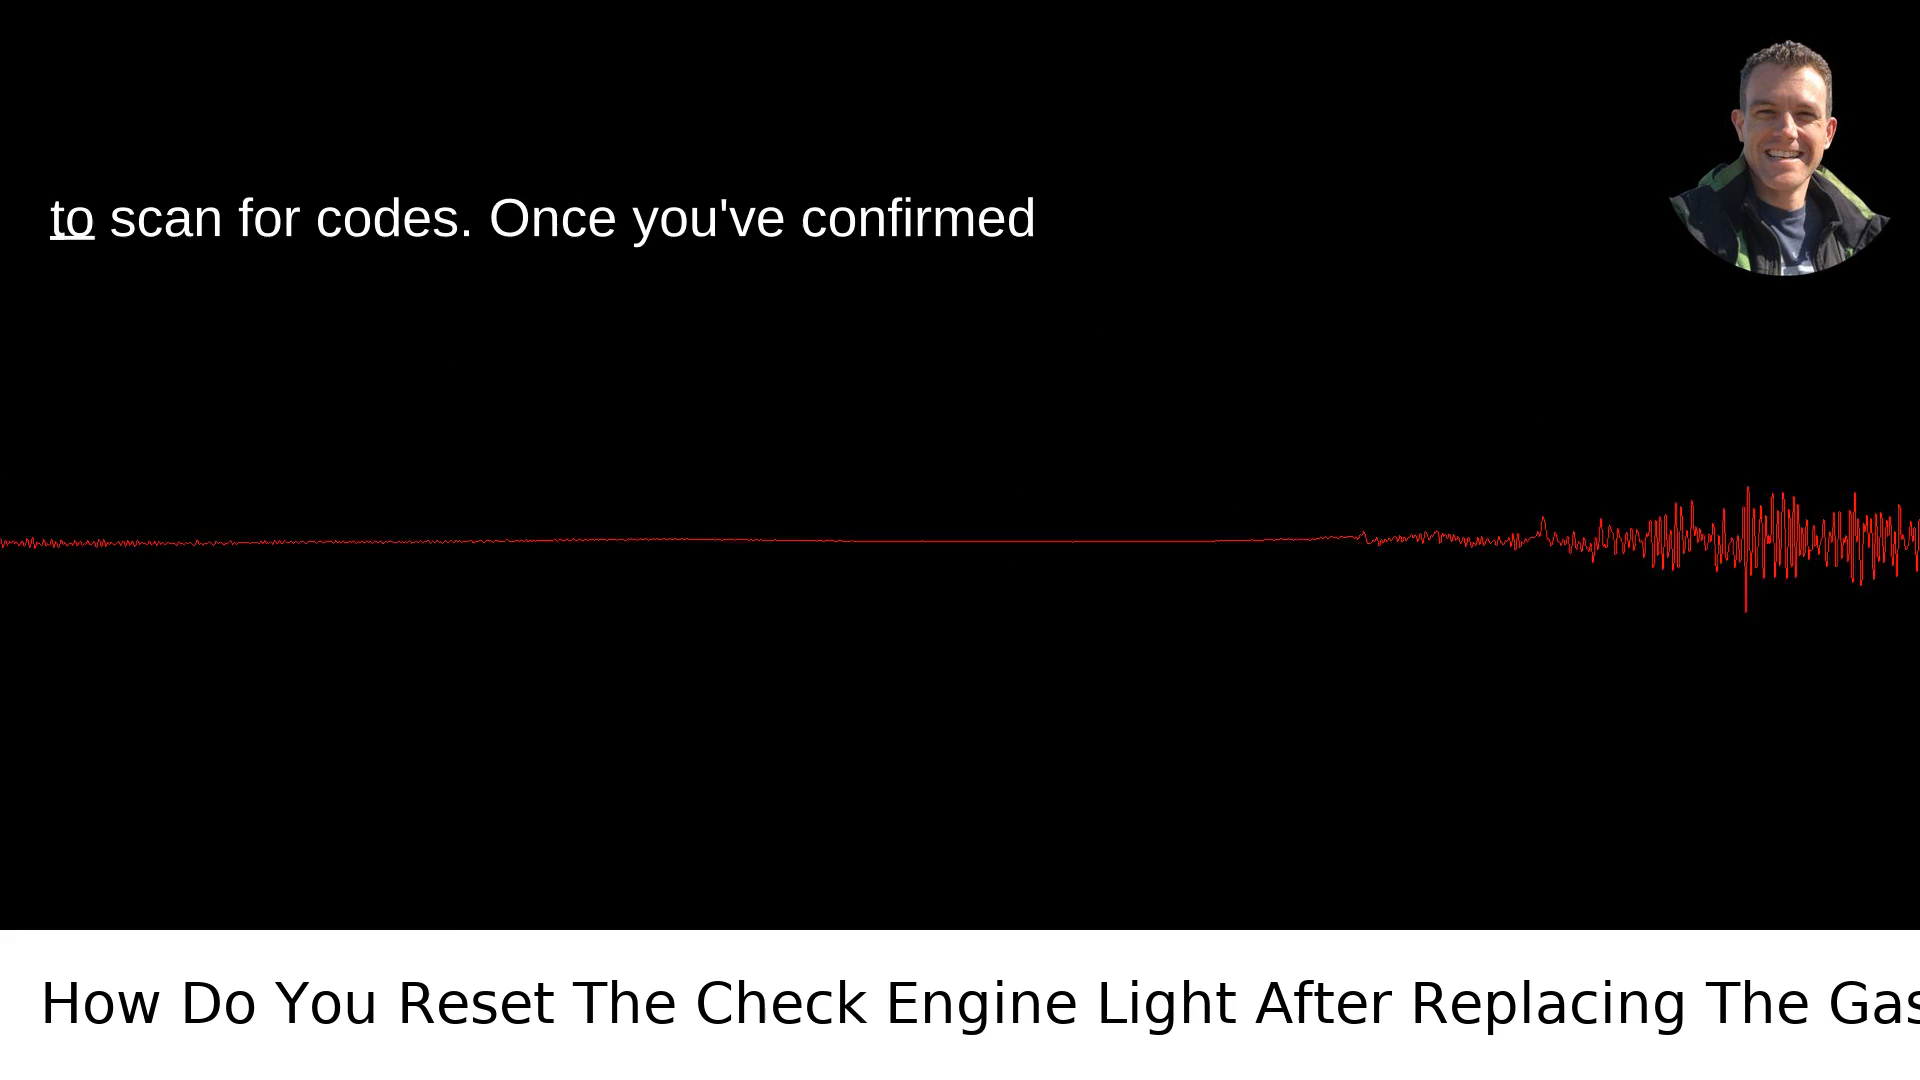 to scan for codes. Once you've confirmed
How Do You Reset The Check Engine Light After Replacing The Gas